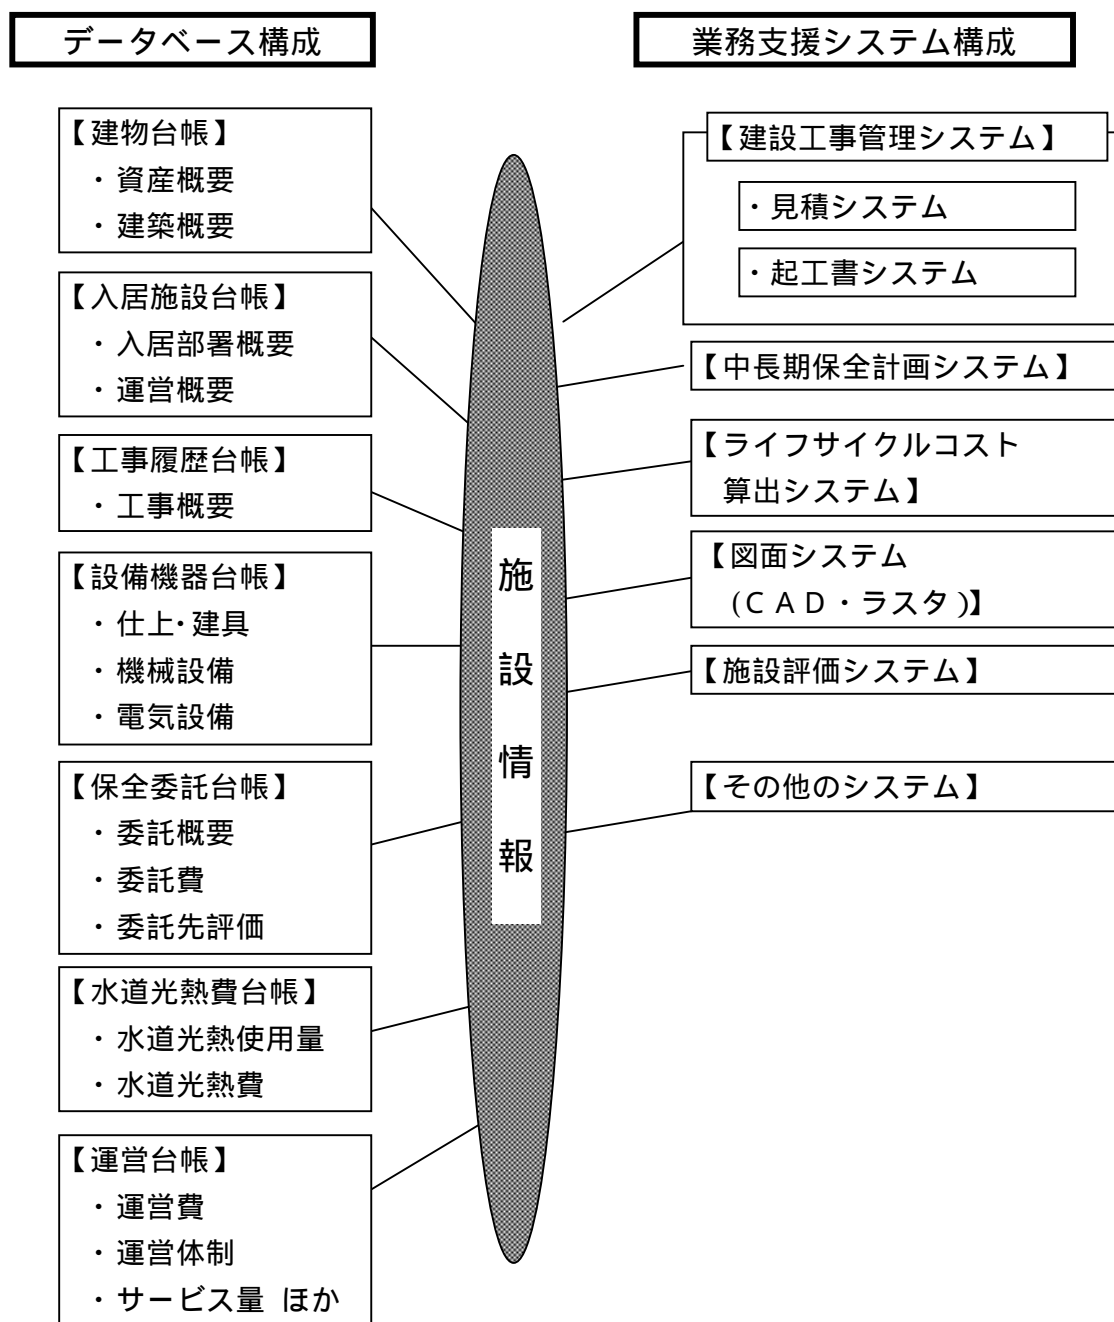 データベース構成
【建物台帳】
・資産概要
・建築概要
【入居施設台帳】
・入居部署概要
・運営概要
【工事履歴台帳】
・工事概要
【設備機器台帳】
・仕上・建具
・機械設備
・電気設備
【保全委託台帳】
・委託概要
・委託費
・委託先評価
【水道光熱費台帳】
・水道光熱使用量
・水道光熱費
【運営台帳】
・運営費
・運営体制
・サービス量 ほか
施
設
情
報
業務支援システム構成
【建設工事管理システム】
・見積システム
・起工書システム
【中長期保全計画システム】
【ライフサイクルコスト
算出システム】
【図面システム
(CAD・ラスタ)】
【施設評価システム】
【その他のシステム】